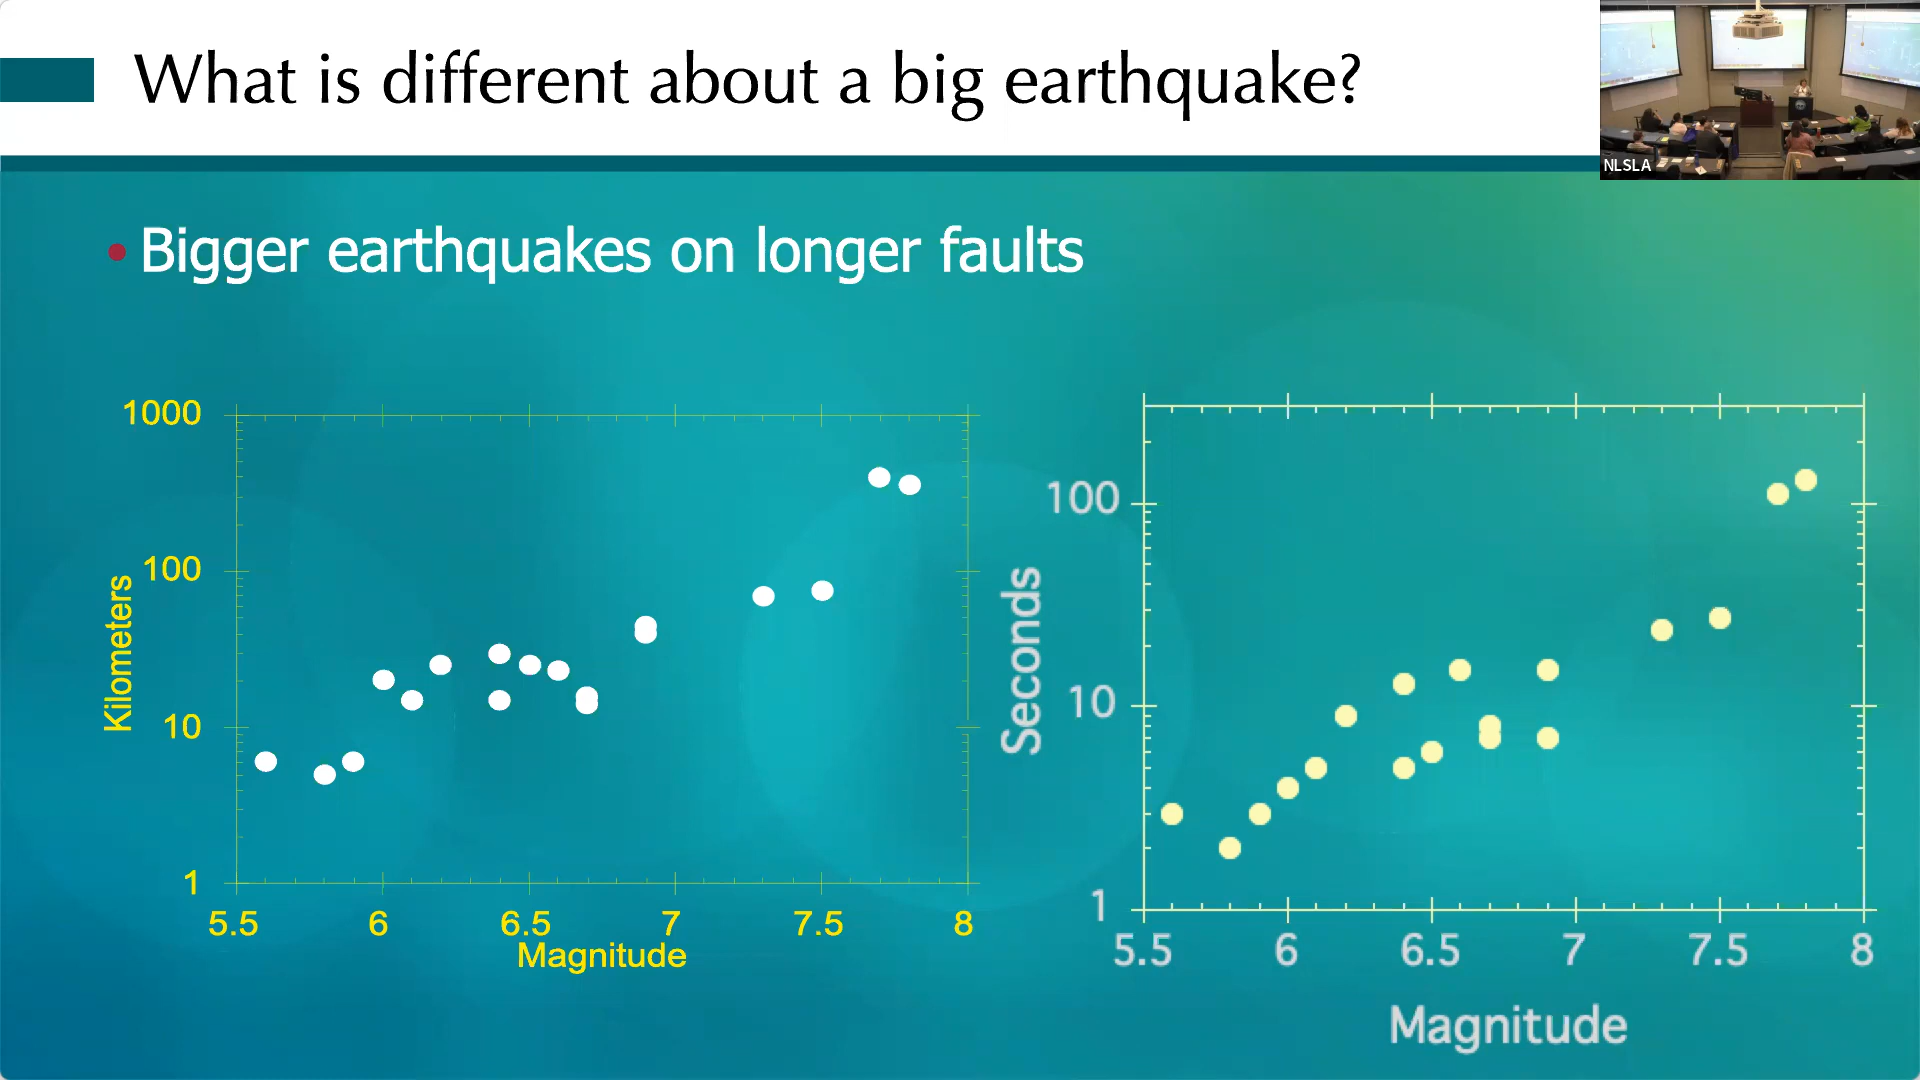 What is different about a big earthquake?
NLSLA
• Bigger earthquakes on longer faults
1000
100
10
1
Kilometers
5.5 6 6.5 7 7.5 8
Magnitude
100
10
1
Seconds
5.5 6 6.5 7 7.5 8
Magnitude